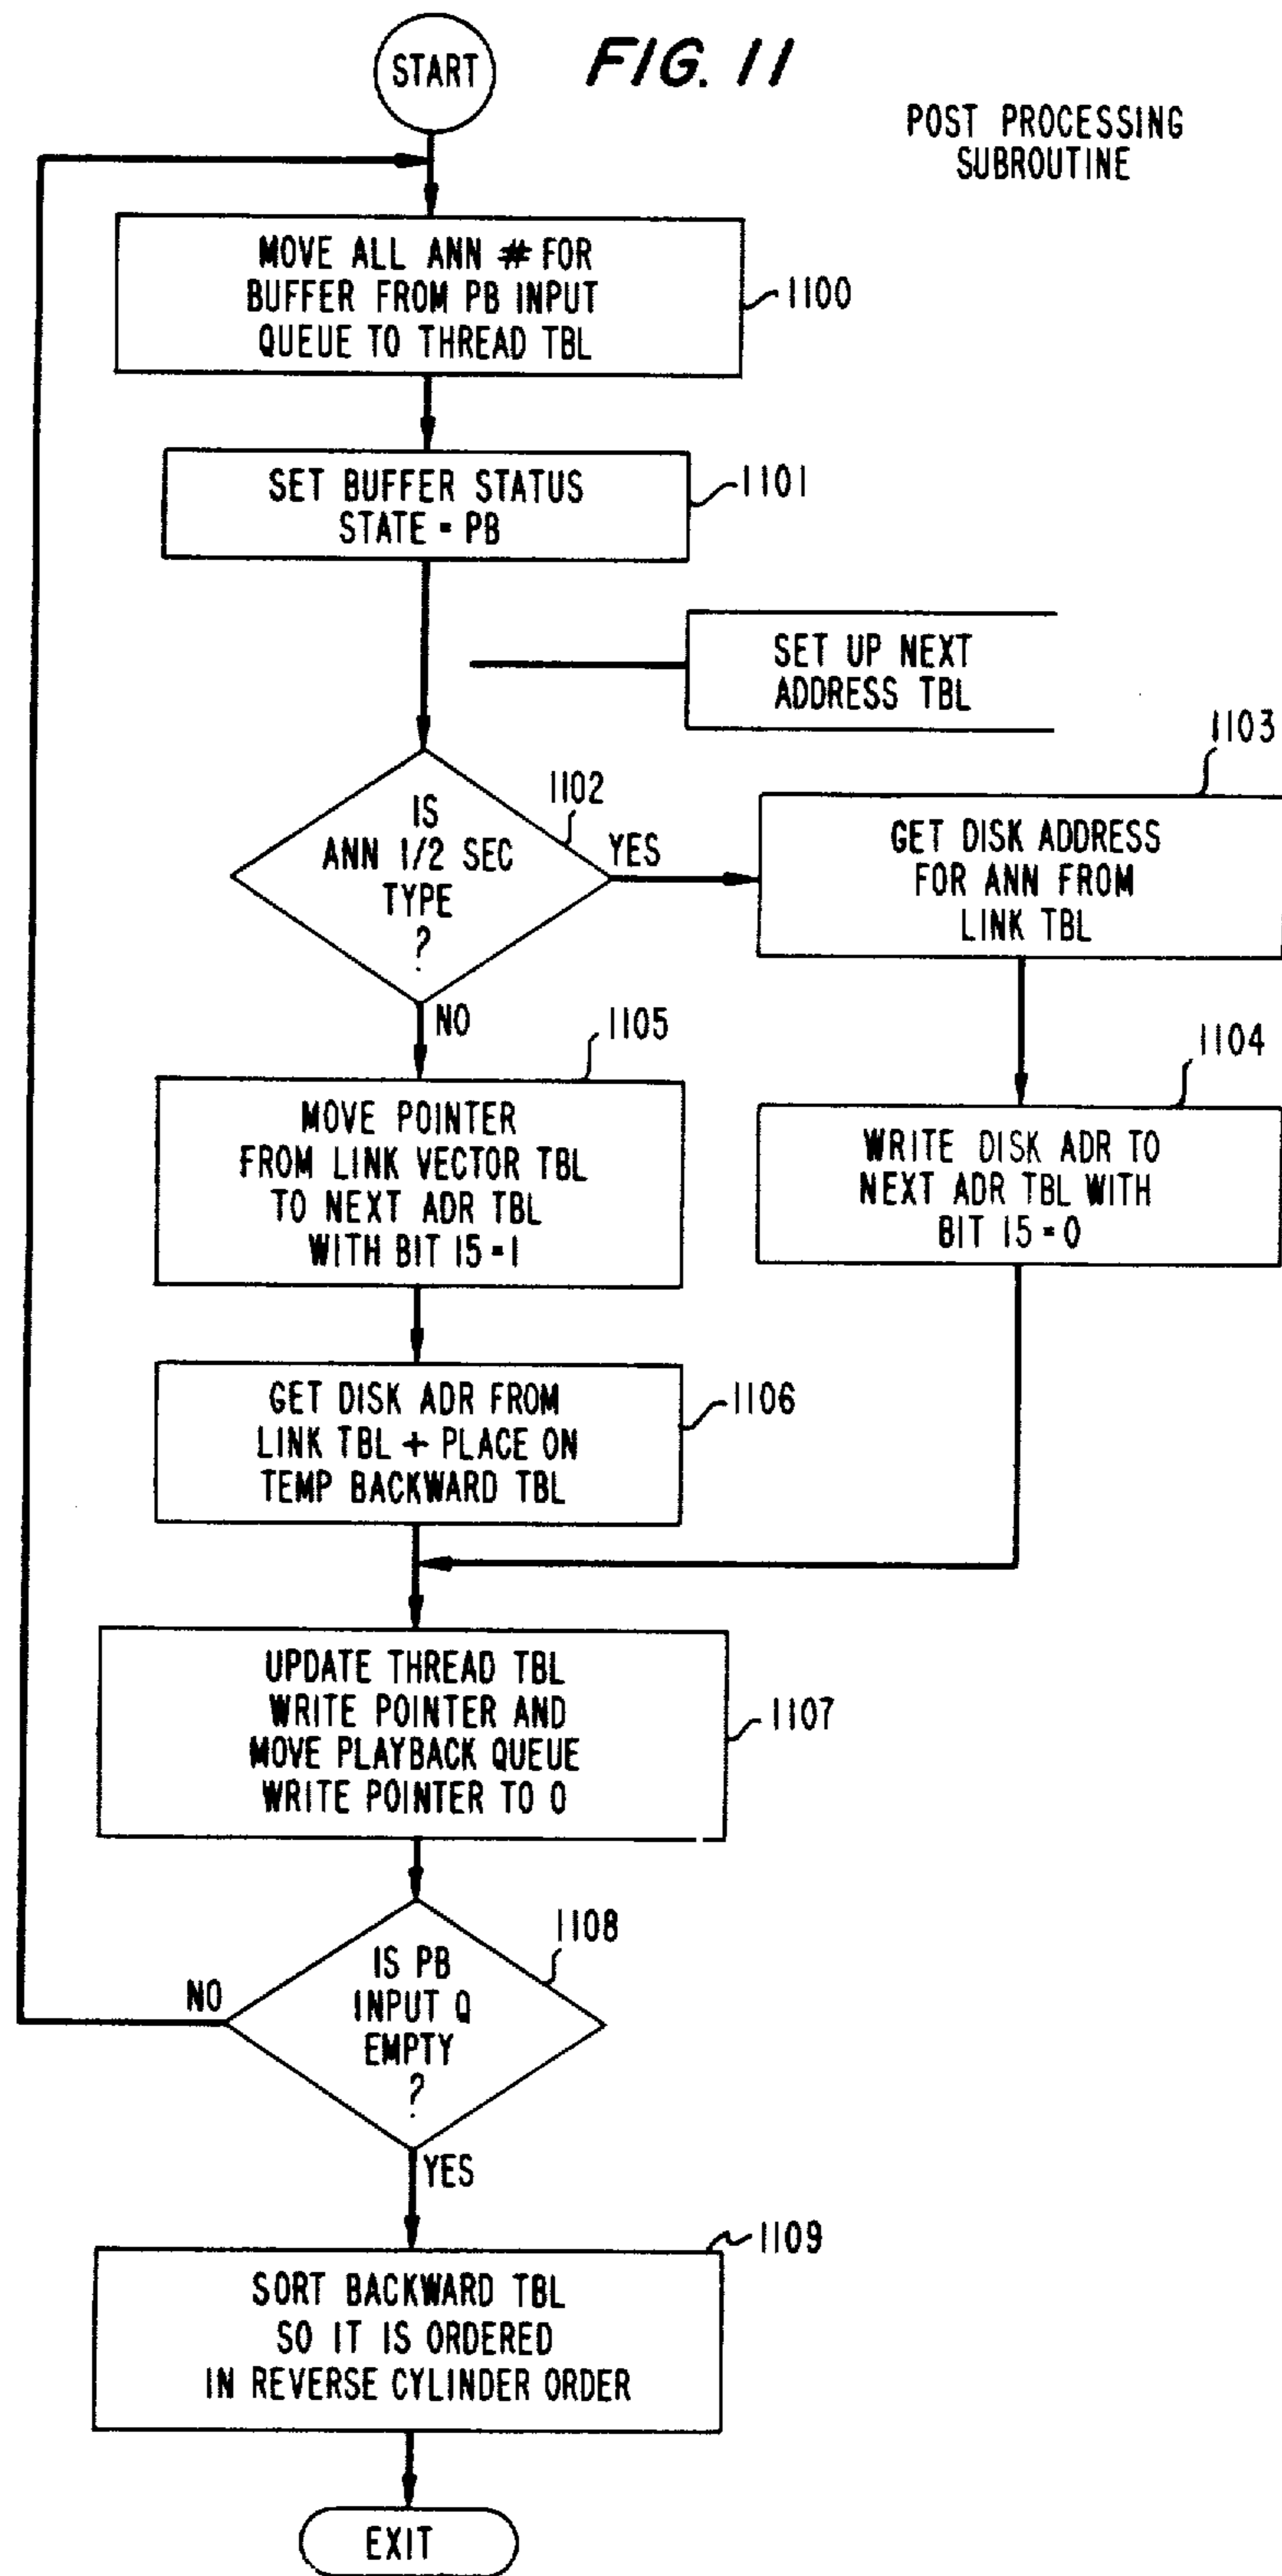 START
FIG. 11
POST PROCESSING
SUBROUTINE
MOVE ALL ANN # FOR
BUFFER FROM PB INPUT
QUEUE TO THREAD TBL
1100
SET BUFFER STATUS
STATE = PB
1101
SET UP NEXT
ADDRESS TBL
IS
ANN 1/2 SEC
TYPE
?
1102
YES
NO
1103
GET DISK ADDRESS
FOR ANN FROM
LINK TBL
1104
WRITE DISK ADR TO
NEXT ADR TBL WITH
BIT 15 = 0
1105
MOVE POINTER
FROM LINK VECTOR TBL
TO NEXT ADR TBL
WITH BIT 15 = 1
GET DISK ADR FROM
LINK TBL + PLACE ON
TEMP BACKWARD TBL
1106
UPDATE THREAD TBL
WRITE POINTER AND
MOVE PLAYBACK QUEUE
WRITE POINTER TO 0
1107
IS PB
INPUT Q
EMPTY
?
1108
NO
YES
1109
SORT BACKWARD TBL
SO IT IS ORDERED
IN REVERSE CYLINDER ORDER
EXIT